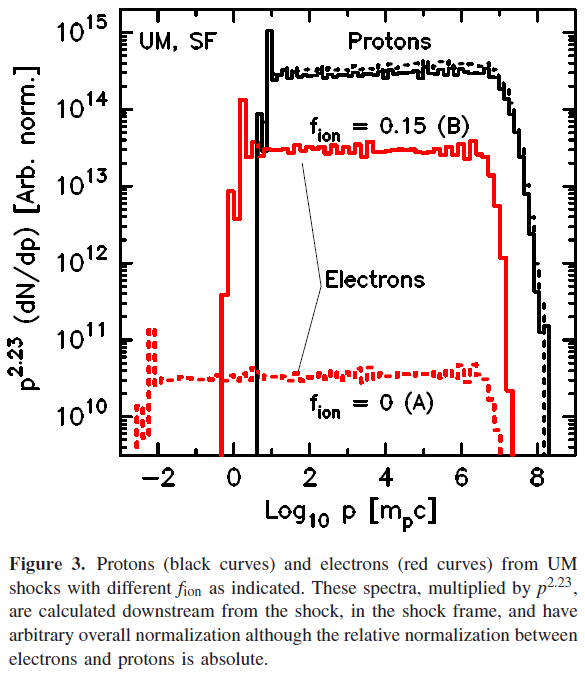 UM, SF
Protons
f_ion = 0.15 (B)
Electrons
f_ion = 0 (A)
p^2.23 (dN/dp) [Arb. norm.]
10^15
10^14
10^13
10^12
10^11
10^10
−2 0 2 4 6 8
Log_10 p [m_p c]
Figure 3. Protons (black curves) and electrons (red curves) from UM
shocks with different f_ion as indicated. These spectra, multiplied by p^2.23,
are calculated downstream from the shock, in the shock frame, and have
arbitrary overall normalization although the relative normalization between
electrons and protons is absolute.